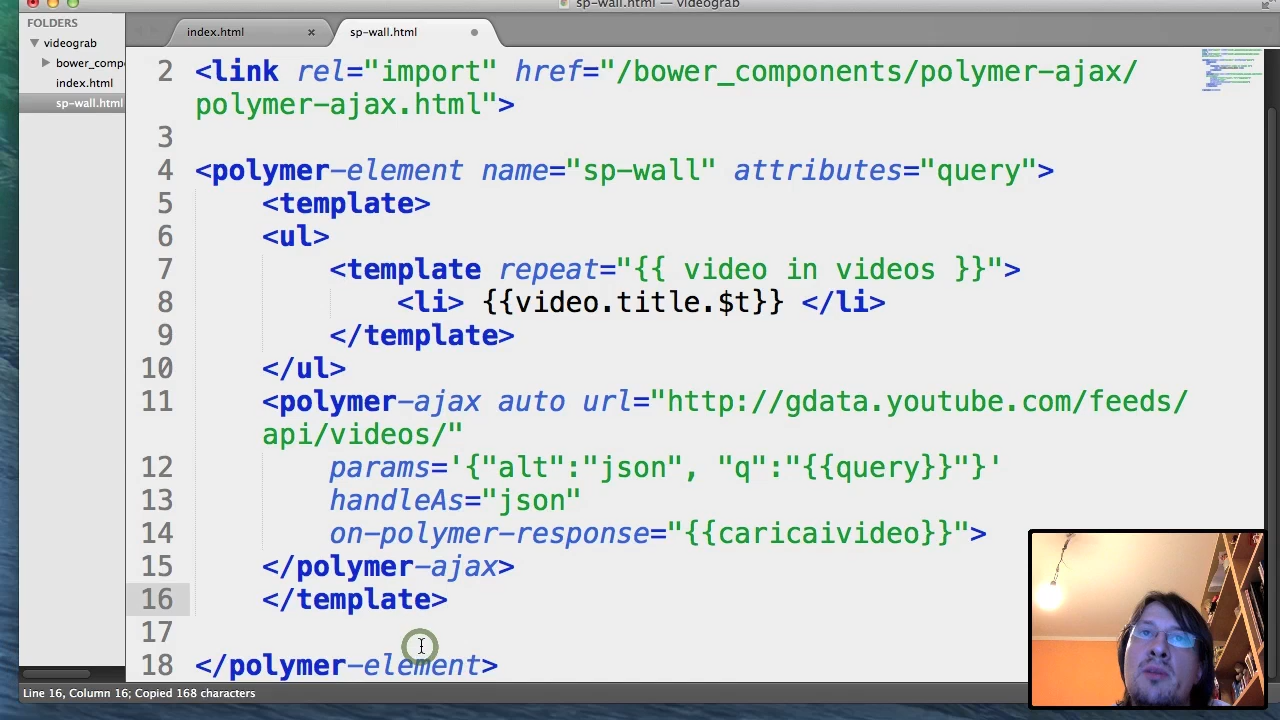 sp-wall.html — videograb
FOLDERS
videograb
bower_comp
index.html
sp-wall.html
index.html
sp-wall.html
2 <link rel="import" href="/bower_components/polymer-ajax/
polymer-ajax.html">
3
4 <polymer-element name="sp-wall" attributes="query">
5 <template>
6 <ul>
7 <template repeat="{{ video in videos }}">
8 <li> {{video.title.$t}} </li>
9 </template>
10 </ul>
11 <polymer-ajax auto url="http://gdata.youtube.com/feeds/
api/videos/"
12 params='{"alt":"json", "q":"{{query}}"}'
13 handleAs="json"
14 on-polymer-response="{{caricaivideo}}">
15 </polymer-ajax>
16 </template>
17
18 </polymer-element>
Line 16, Column 16; Copied 168 characters